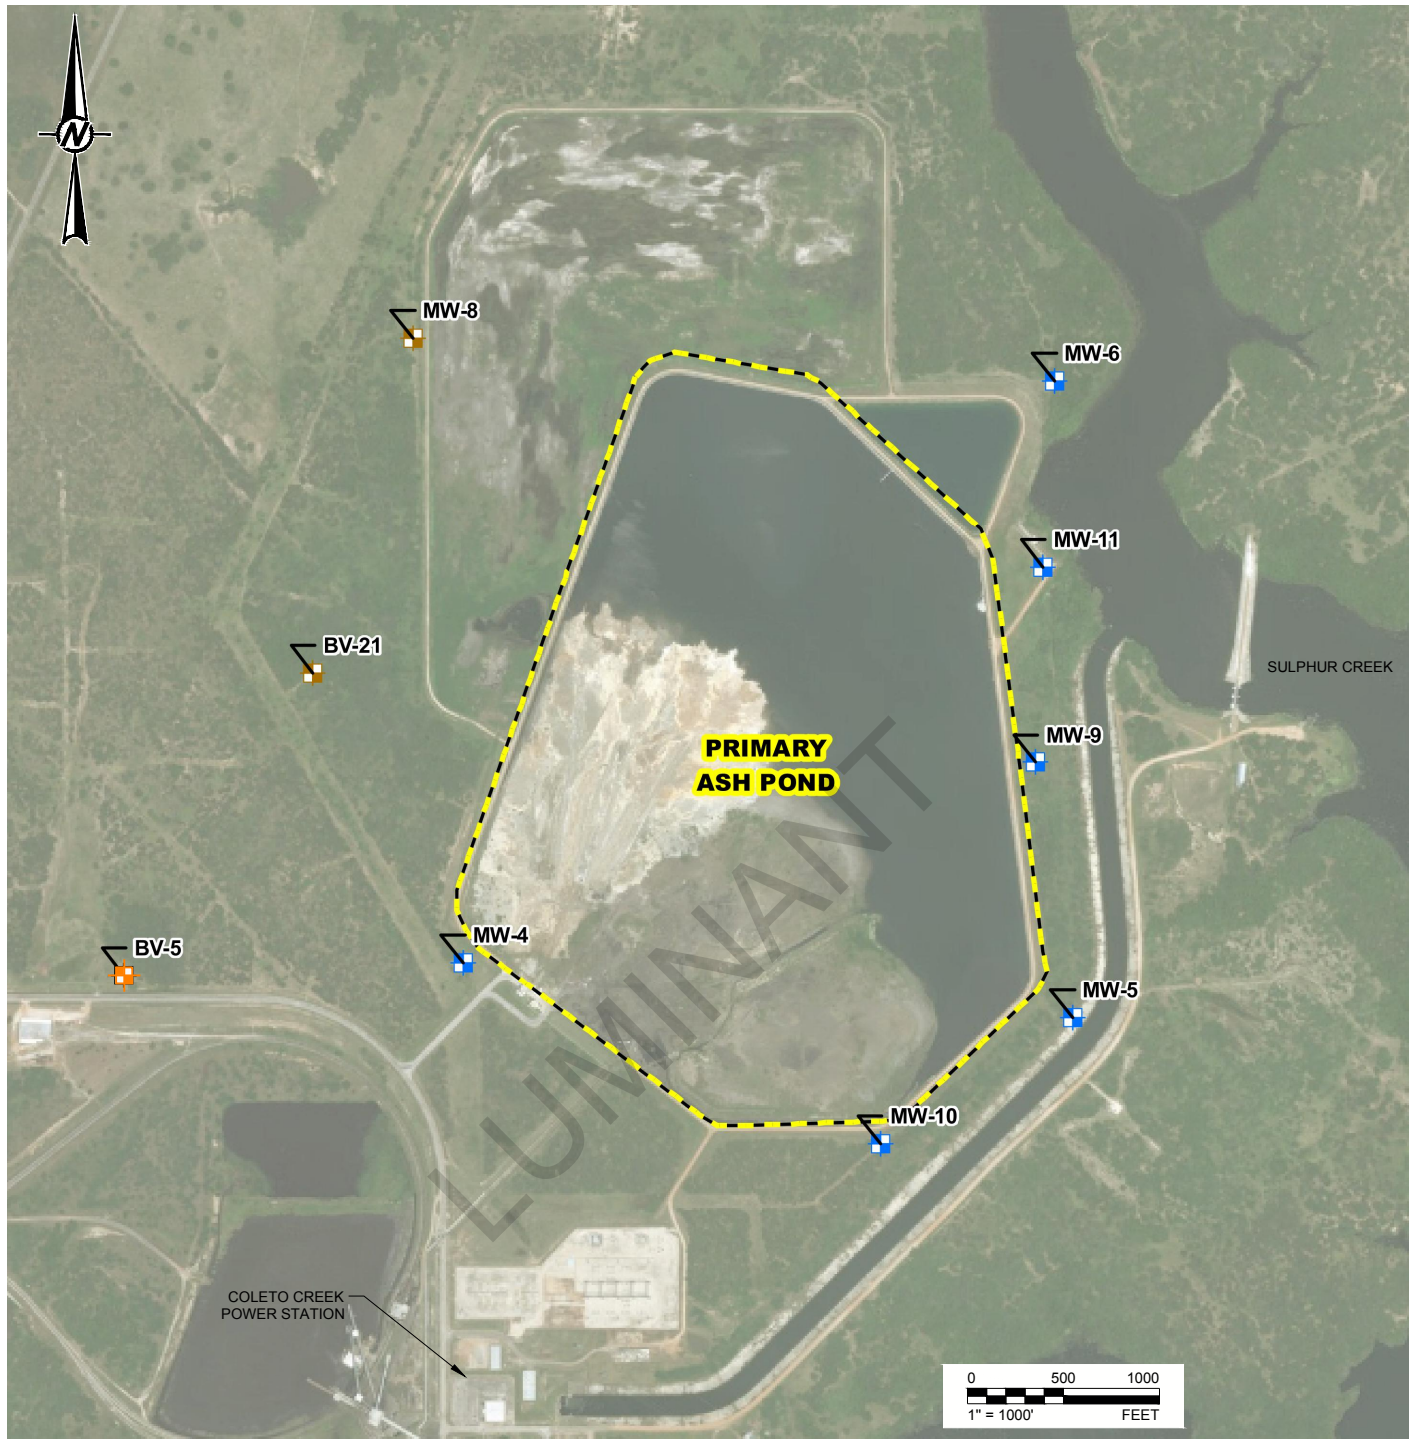 N
MW-8
MW-6
MW-11
BV-21
SULPHUR CREEK
MW-9
PRIMARY
ASH POND
LUMINANT
MW-4
BV-5
MW-5
MW-10
COLETO CREEK
POWER STATION
0 500 1000
1" = 1000' FEET